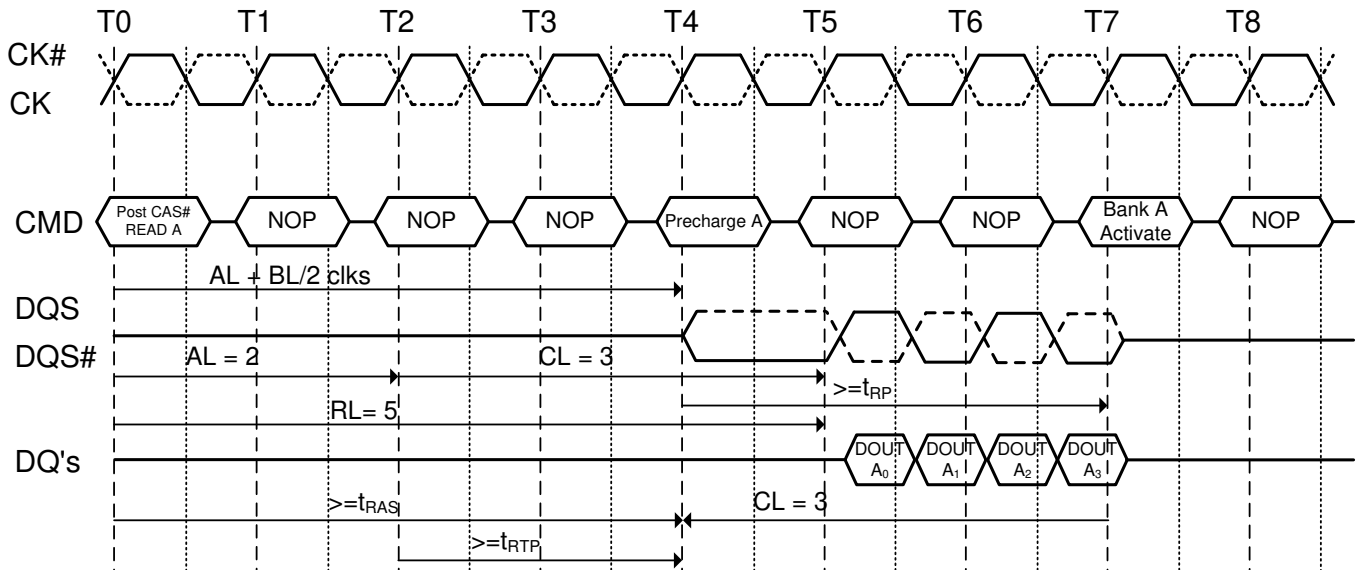 T0 T1 T2 T3 T4 T5 T6 T7 T8
CK#
CK
CMD
Post CAS#
READ A
NOP
NOP
NOP
Precharge A
NOP
NOP
Bank A
Activate
NOP
AL + BL/2 clks
DQS
DQS#
AL = 2
CL = 3
>=tRP
RL= 5
DQ's
DOUT
A0
DOUT
A1
DOUT
A2
DOUT
A3
>=tRAS
CL = 3
>=tRTP